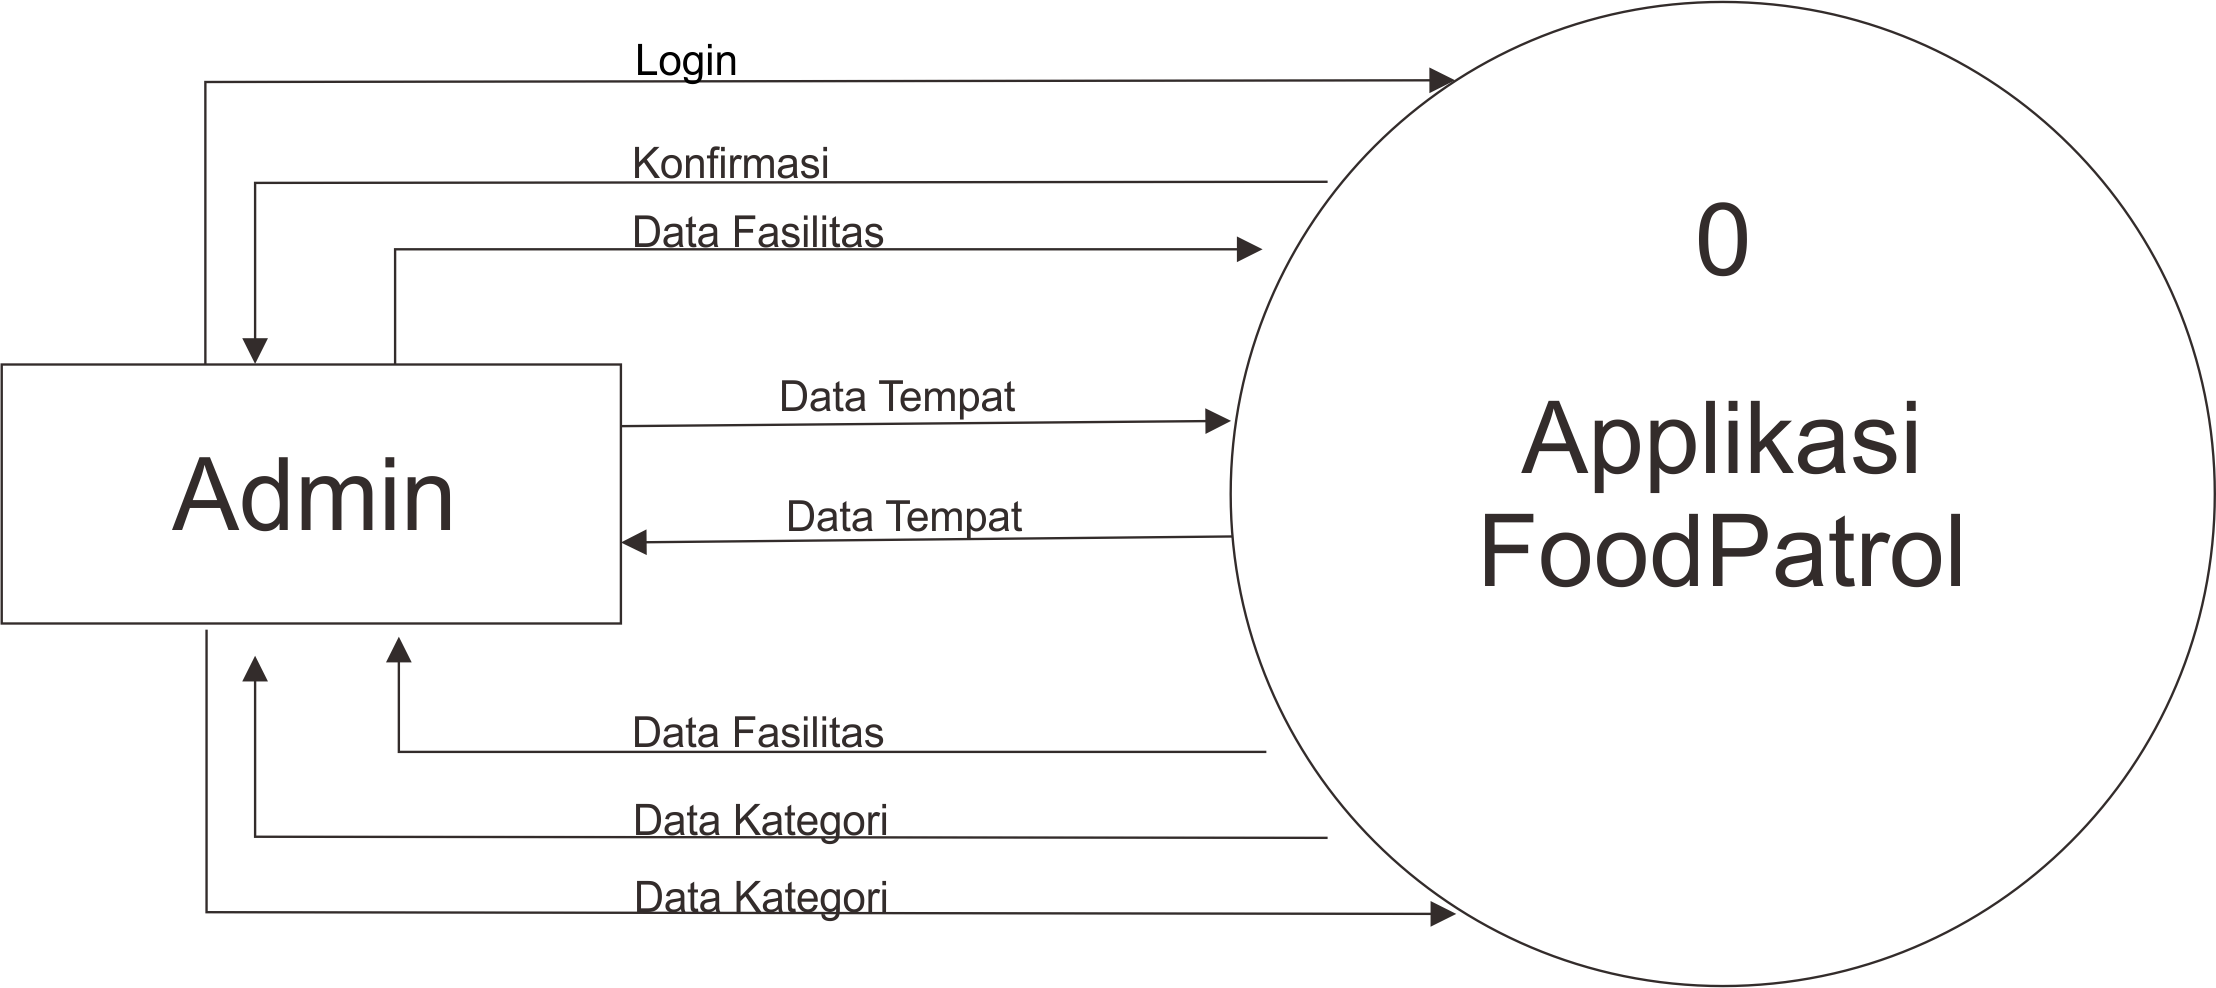 Login
Konfirmasi
Data Fasilitas
0
Data Tempat
Applikasi
FoodPatrol
Admin
Data Tempat
Data Fasilitas
Data Kategori
Data Kategori